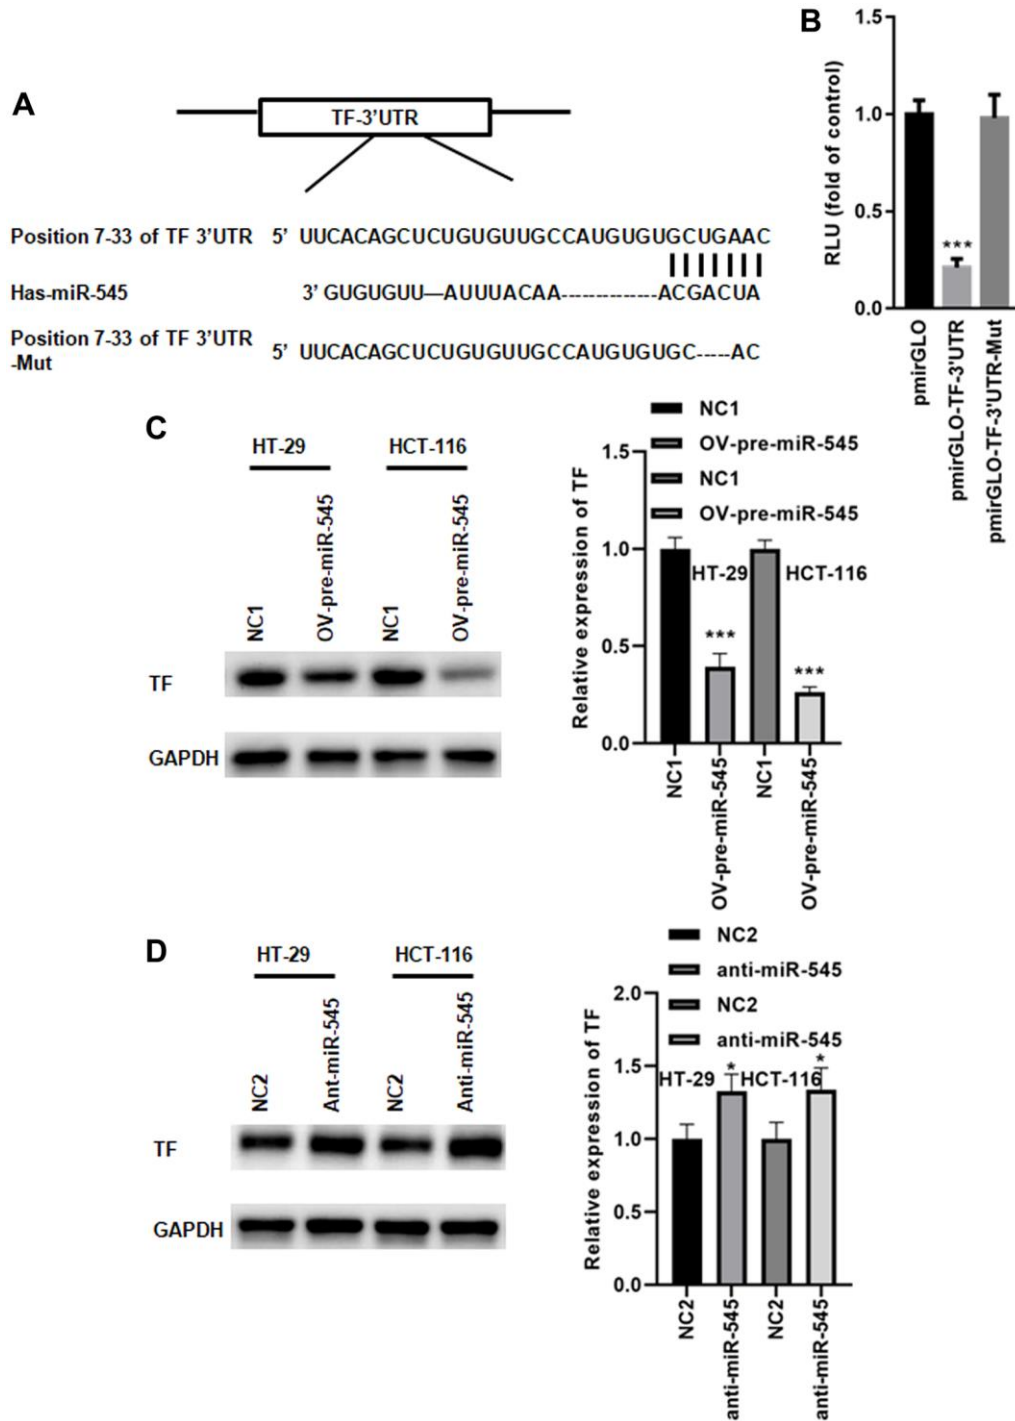 A
TF-3'UTR
Position 7-33 of TF 3'UTR 5' UUCACAGCUCUGUGUUGCCAUGUGUGCUGAAC
Has-miR-545 3' GUGUGUU—AUUUACAA-------------ACGACUA
Position 7-33 of TF 3'UTR
-Mut
5' UUCACAGCUCUGUGUUGCCAUGUGUGC-----AC
B
RLU (fold of control)
1.5
1.0
0.5
0.0
***
pmirGLO
pmirGLO-TF-3'UTR
pmirGLO-TF-3'UTR-Mut
C
HT-29 HCT-116
NC1
OV-pre-miR-545
NC1
OV-pre-miR-545
TF
GAPDH
NC1
OV-pre-miR-545
NC1
OV-pre-miR-545
Relative expression of TF
1.5
1.0
0.5
0.0
HT-29 HCT-116
***
***
NC1
OV-pre-miR-545
NC1
OV-pre-miR-545
D
HT-29 HCT-116
NC2
Ant-miR-545
NC2
Anti-miR-545
TF
GAPDH
NC2
anti-miR-545
NC2
anti-miR-545
Relative expression of TF
2.0
1.5
1.0
0.5
0.0
HT-29 HCT-116
*
*
NC2
anti-miR-545
NC2
anti-miR-545